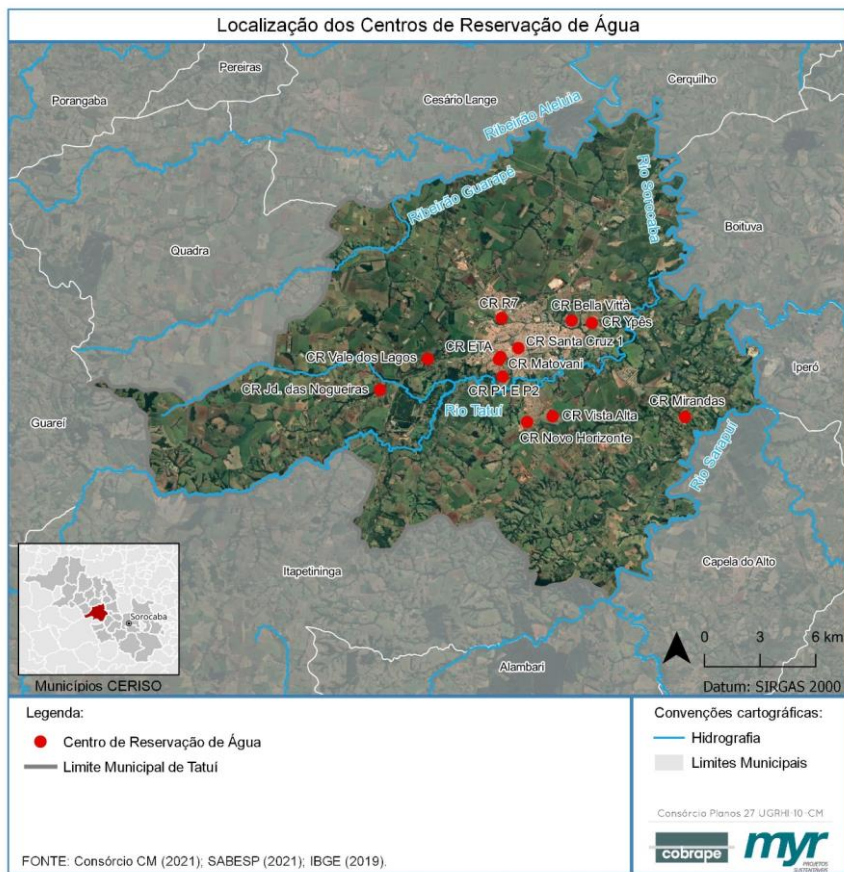 Localização dos Centros de Reservação de Água
Pereiras
Porangaba
Cesário Lange
Cerquilho
Ribeirão Aleluia
Ribeirão Guarapé
Rio Sorocaba
Quadra
Boituva
CR R7
CR Bella Vittà
CR Ypês
CR Santa Cruz 1
CR ETA
CR Vale dos Lagos
CR Matovani
Iperó
CR Jd. das Nogueiras
CR P1 E P2
Rio Tatuí
CR Vista Alta
CR Mirandas
Guareí
CR Novo Horizonte
Rio Sarapuí
Itapetininga
Capela do Alto
Sorocaba
Alambari
0 3 6 km
Municípios CERISO
Datum: SIRGAS 2000
Legenda:
Centro de Reservação de Água
Limite Municipal de Tatuí
FONTE: Consórcio CM (2021); SABESP (2021); IBGE (2019).
Convenções cartográficas:
Hidrografia
Limites Municipais
Consórcio Planos 27 UGRHI-10-CM
cobrape
myr
PROJETOS
SUSTENTÁVEIS